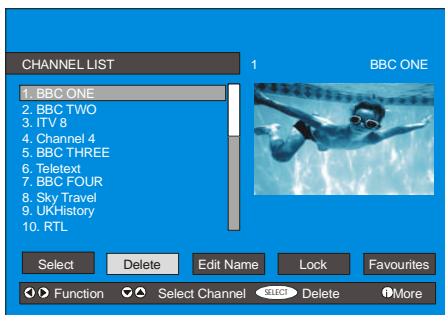 CHANNEL LIST
1 BBC ONE
1. BBC ONE
2. BBC TWO
3. ITV 8
4. Channel 4
5. BBC THREE
6. Teletext
7. BBC FOUR
8. Sky Travel
9. UKHistory
10. RTL
Select Delete Edit Name Lock Favourites
Function Select Channel SELECT Delete i More